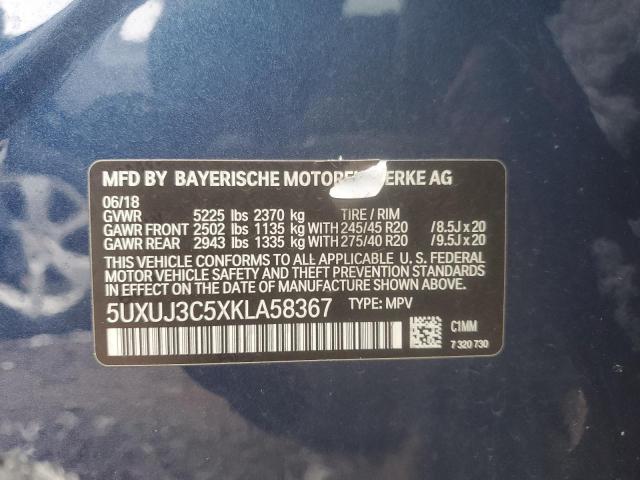 MFD BY BAYERISCHE MOTOREN ERKE AG
06/18
GVWR 5225 lbs 2370 kg TIRE / RIM
GAWR FRONT 2502 lbs 1135 kg WITH 245/45 R20 /8.5J x 20
GAWR REAR 2943 lbs 1335 kg WITH 275/40 R20 /9.5J x 20
THIS VEHICLE CONFORMS TO ALL APPLICABLE U. S. FEDERAL
MOTOR VEHICLE SAFETY AND THEFT PREVENTION STANDARDS
IN EFFECT ON THE DATE OF MANUFACTURE SHOWN ABOVE.
5UXUJ3C5XKLA58367 TYPE: MPV
C1MM
7 320 730